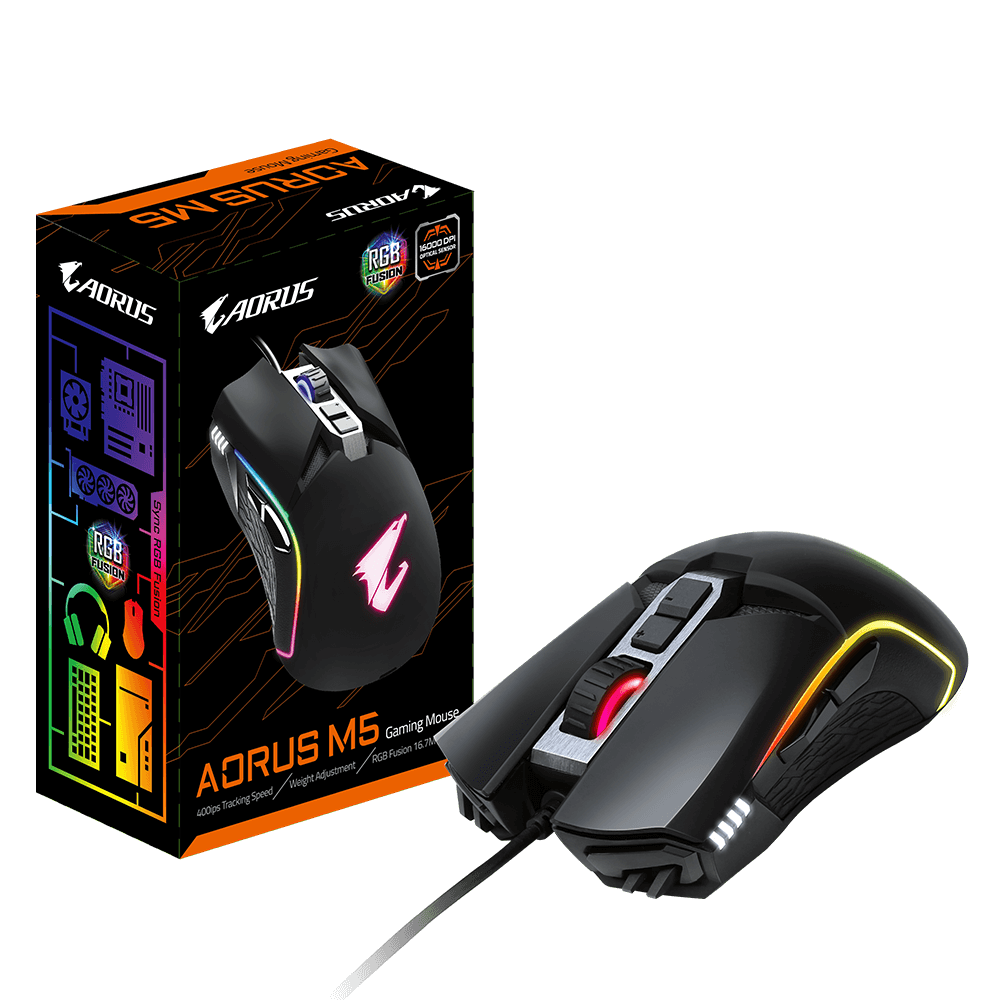 Gaming Mouse
AORUS M5
AORUS
AORUS
RGB
FUSION
16000 DPI
OPTICAL SENSOR
AORUS
Sync RGB Fusion
RGB
FUSION
AORUS M5 Gaming Mouse
400ips Tracking Speed / Weight Adjustment / RGB Fusion 16.7M